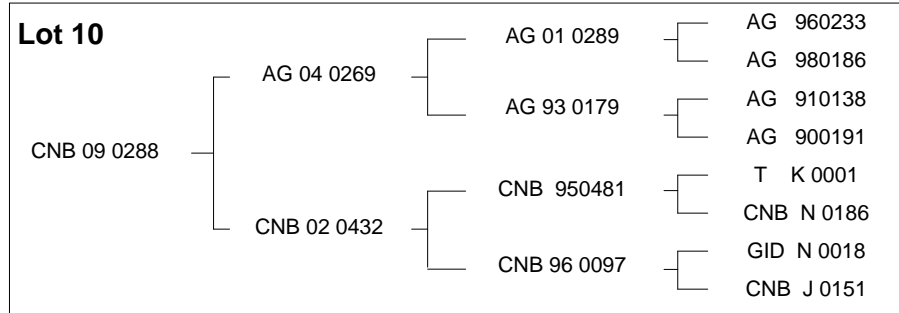 Lot 10
AG 960233
AG 01 0289
AG 980186
AG 04 0269
AG 910138
AG 93 0179
AG 900191
CNB 09 0288
T K 0001
CNB 950481
CNB N 0186
CNB 02 0432
GID N 0018
CNB 96 0097
CNB J 0151